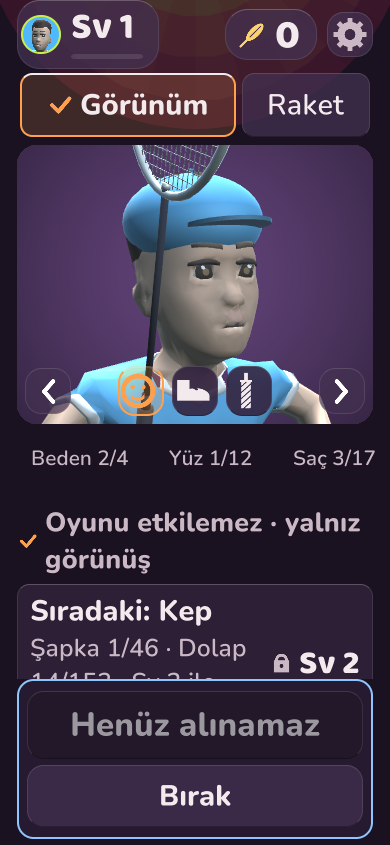 Sv 1
0
Görünüm
Raket
Beden 2/4 Yüz 1/12 Saç 3/17
Oyunu etkilemez · yalnız
görünüş
Sıradaki: Kep
Şapka 1/46 · Dolap
Sv 2
Henüz alınamaz
Bırak